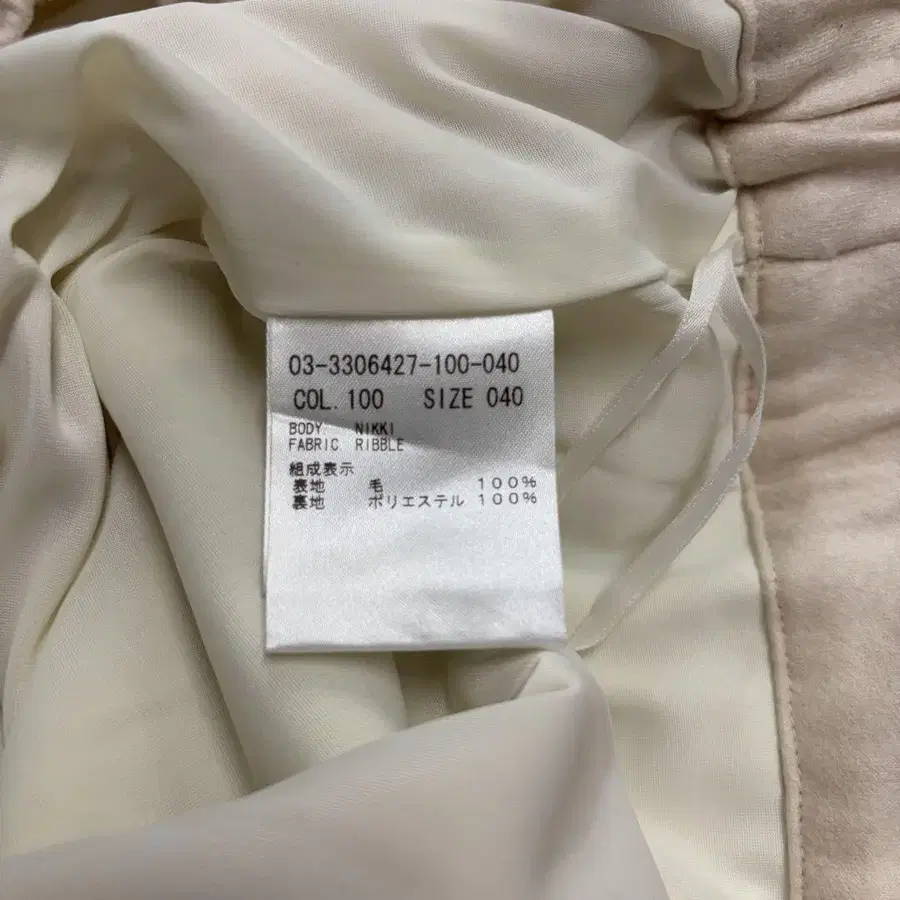 03-3306427-100-040
COL. 100 SIZE 040
BODY: NIKKI
FABRIC RIBBLE
組成表示
表地 毛 100%
裏地 ポリエステル 100%